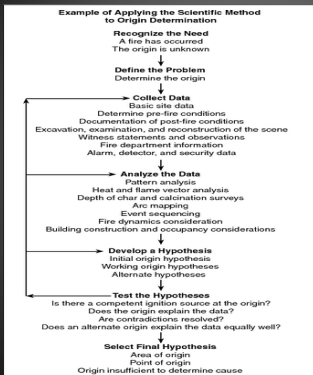 Example of Applying the Scientific Method
to Origin Determination
Recognize the Need
A fire has occurred
The origin is unknown
Define the Problem
Determine the origin
Collect Data
Basic site data
Determine pre-fire conditions
Documentation of post-fire conditions
Excavation, examination, and reconstruction of the scene
Witness statements and observations
Fire department information
Alarm, detector, and security data
Analyze the Data
Pattern analysis
Heat and flame vector analysis
Depth of char and calcination surveys
Arc mapping
Event sequencing
Fire dynamics consideration
Building construction and occupancy considerations
Develop a Hypothesis
Initial origin hypothesis
Working origin hypotheses
Alternate hypotheses
Test the Hypotheses
Is there a competent ignition source at the origin?
Does the origin explain the data?
Are contradictions resolved?
Does an alternate origin explain the data equally well?
Select Final Hypothesis
Area of origin
Point of origin
Origin insufficient to determine cause